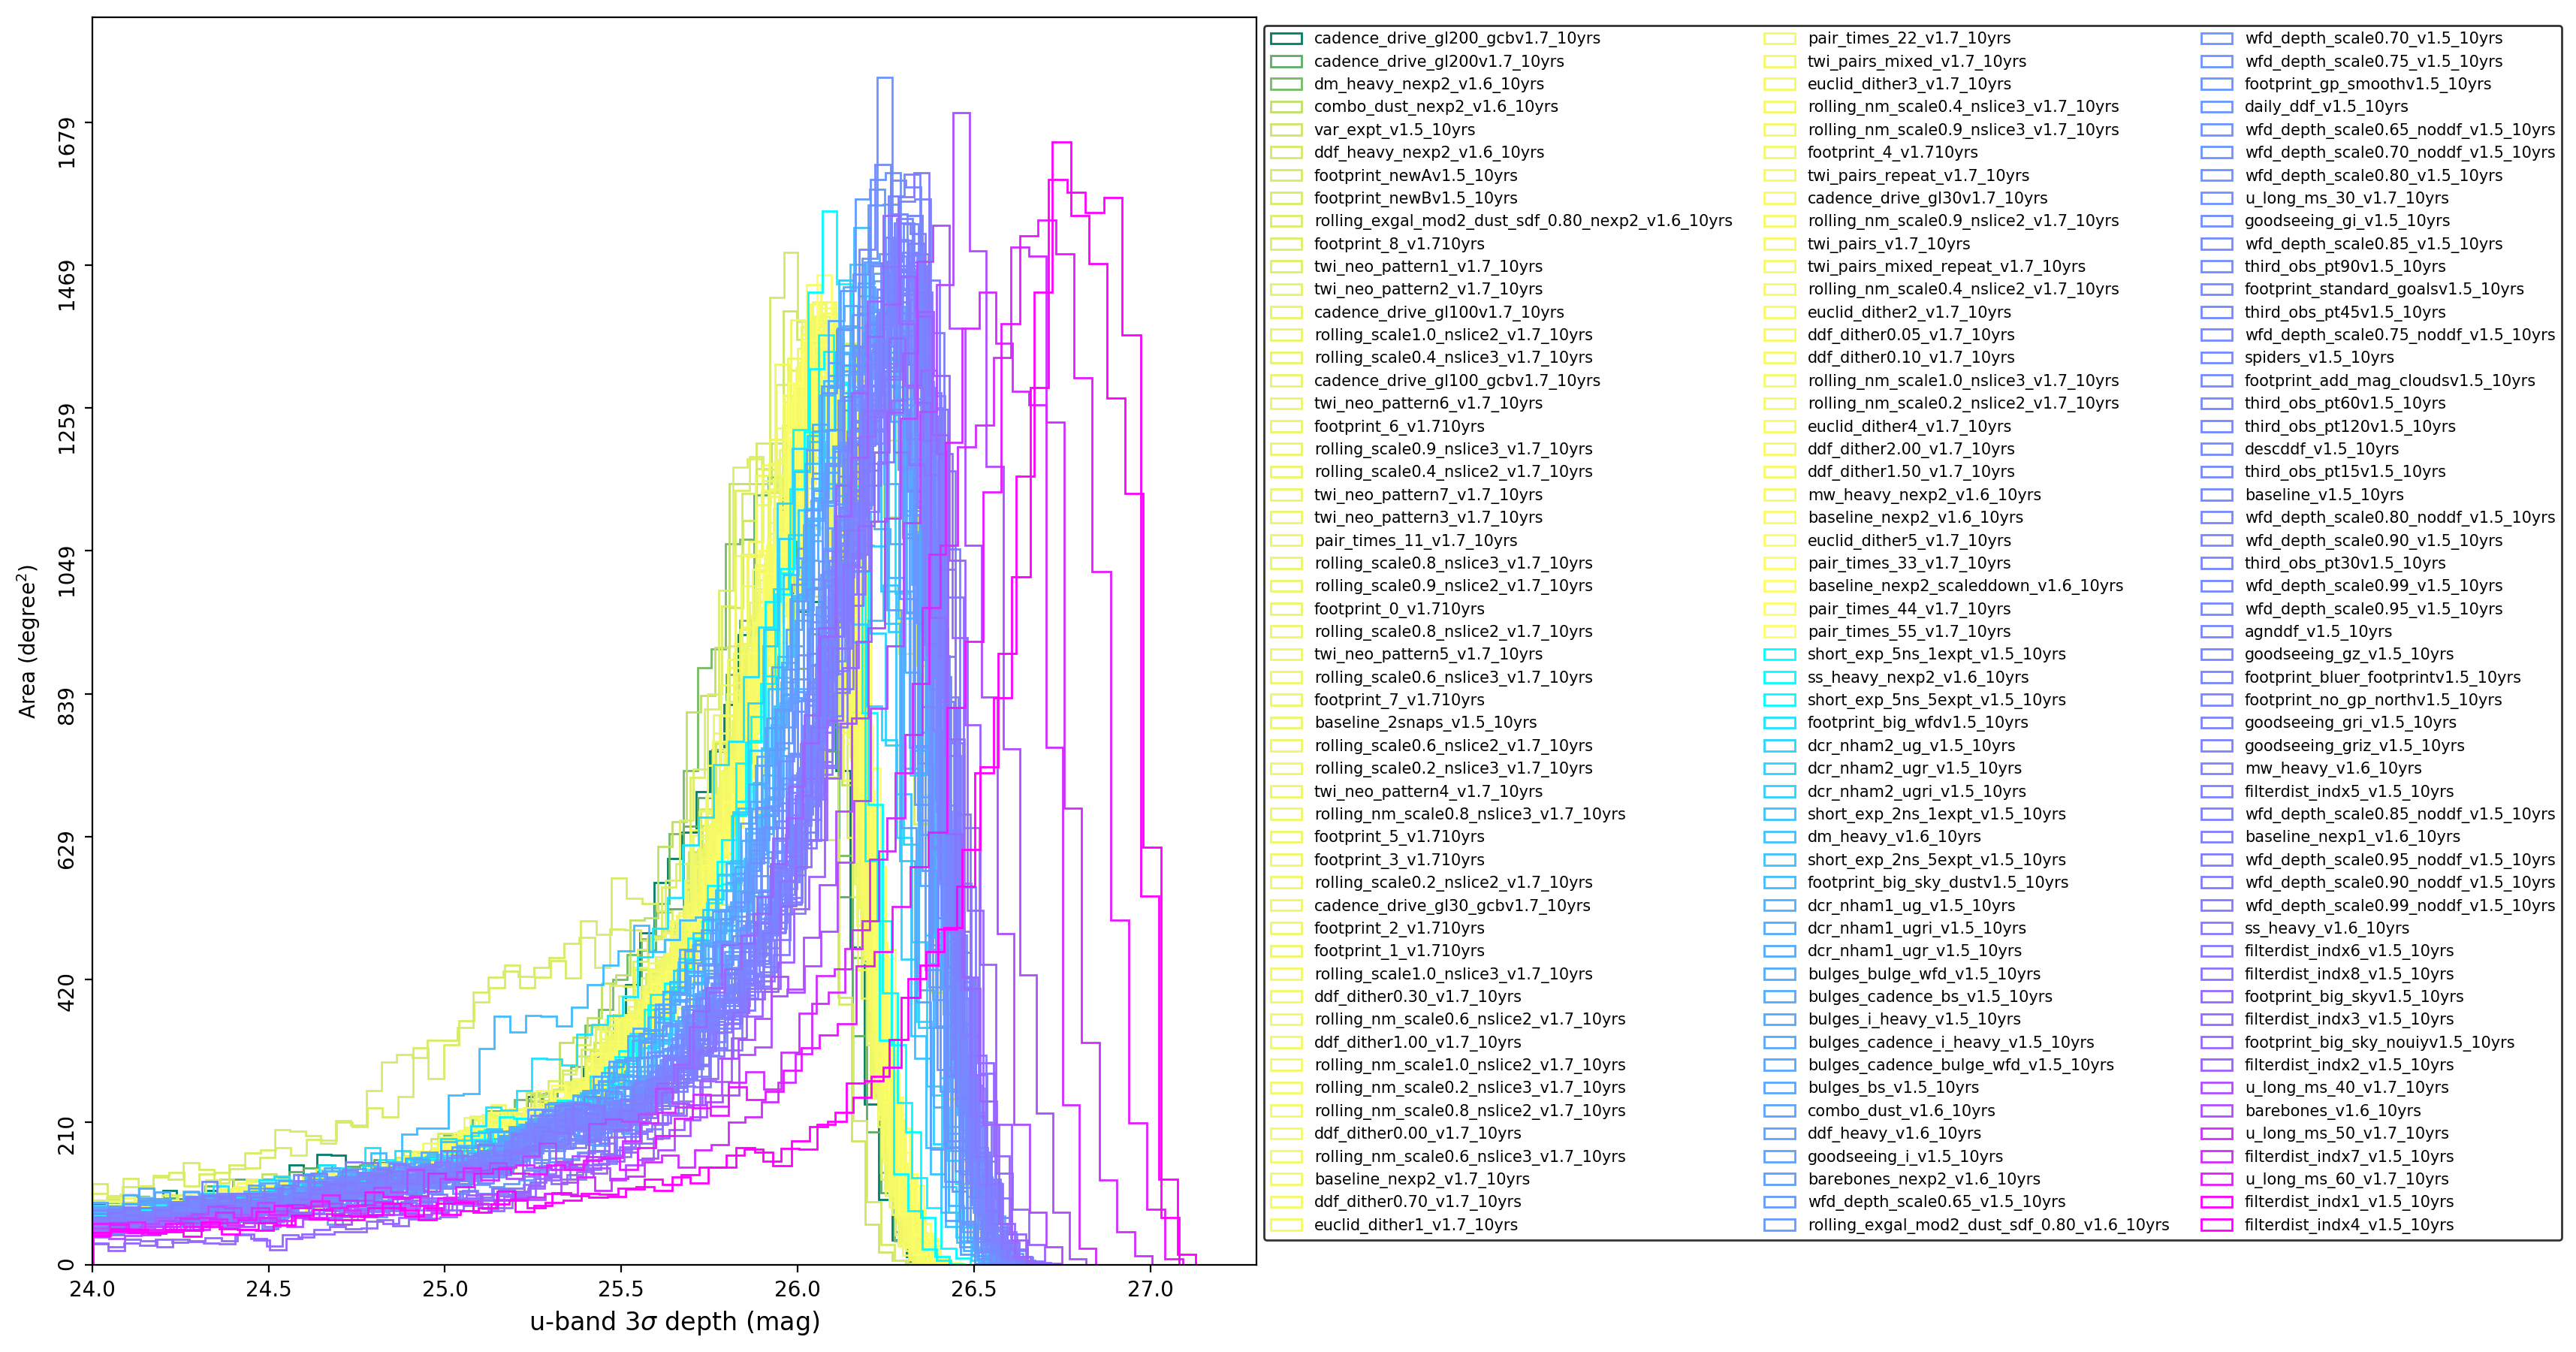 1679
1469
1259
1049
839
629
420
210
0
Area (degree²)
24.0
24.5
25.0
25.5
26.0
26.5
27.0
u-band 3σ depth (mag)
cadence_drive_gl200_gcbv1.7_10yrs
cadence_drive_gl200v1.7_10yrs
dm_heavy_nexp2_v1.6_10yrs
combo_dust_nexp2_v1.6_10yrs
var_expt_v1.5_10yrs
ddf_heavy_nexp2_v1.6_10yrs
footprint_newAv1.5_10yrs
footprint_newBv1.5_10yrs
rolling_exgal_mod2_dust_sdf_0.80_nexp2_v1.6_10yrs
footprint_8_v1.710yrs
twi_neo_pattern1_v1.7_10yrs
twi_neo_pattern2_v1.7_10yrs
cadence_drive_gl100v1.7_10yrs
rolling_scale1.0_nslice2_v1.7_10yrs
rolling_scale0.4_nslice3_v1.7_10yrs
cadence_drive_gl100_gcbv1.7_10yrs
twi_neo_pattern6_v1.7_10yrs
footprint_6_v1.710yrs
rolling_scale0.9_nslice3_v1.7_10yrs
rolling_scale0.4_nslice2_v1.7_10yrs
twi_neo_pattern7_v1.7_10yrs
twi_neo_pattern3_v1.7_10yrs
pair_times_11_v1.7_10yrs
rolling_scale0.8_nslice3_v1.7_10yrs
rolling_scale0.9_nslice2_v1.7_10yrs
footprint_0_v1.710yrs
rolling_scale0.8_nslice2_v1.7_10yrs
twi_neo_pattern5_v1.7_10yrs
rolling_scale0.6_nslice3_v1.7_10yrs
footprint_7_v1.710yrs
baseline_2snaps_v1.5_10yrs
rolling_scale0.6_nslice2_v1.7_10yrs
rolling_scale0.2_nslice3_v1.7_10yrs
twi_neo_pattern4_v1.7_10yrs
rolling_nm_scale0.8_nslice3_v1.7_10yrs
footprint_5_v1.710yrs
footprint_3_v1.710yrs
rolling_scale0.2_nslice2_v1.7_10yrs
cadence_drive_gl30_gcbv1.7_10yrs
footprint_2_v1.710yrs
footprint_1_v1.710yrs
rolling_scale1.0_nslice3_v1.7_10yrs
ddf_dither0.30_v1.7_10yrs
rolling_nm_scale0.6_nslice2_v1.7_10yrs
ddf_dither1.00_v1.7_10yrs
rolling_nm_scale1.0_nslice2_v1.7_10yrs
rolling_nm_scale0.2_nslice3_v1.7_10yrs
rolling_nm_scale0.8_nslice2_v1.7_10yrs
ddf_dither0.00_v1.7_10yrs
rolling_nm_scale0.6_nslice3_v1.7_10yrs
baseline_nexp2_v1.7_10yrs
ddf_dither0.70_v1.7_10yrs
euclid_dither1_v1.7_10yrs
pair_times_22_v1.7_10yrs
twi_pairs_mixed_v1.7_10yrs
euclid_dither3_v1.7_10yrs
rolling_nm_scale0.4_nslice3_v1.7_10yrs
rolling_nm_scale0.9_nslice3_v1.7_10yrs
footprint_4_v1.710yrs
twi_pairs_repeat_v1.7_10yrs
cadence_drive_gl30v1.7_10yrs
rolling_nm_scale0.9_nslice2_v1.7_10yrs
twi_pairs_v1.7_10yrs
twi_pairs_mixed_repeat_v1.7_10yrs
rolling_nm_scale0.4_nslice2_v1.7_10yrs
euclid_dither2_v1.7_10yrs
ddf_dither0.05_v1.7_10yrs
ddf_dither0.10_v1.7_10yrs
rolling_nm_scale1.0_nslice3_v1.7_10yrs
rolling_nm_scale0.2_nslice2_v1.7_10yrs
euclid_dither4_v1.7_10yrs
ddf_dither2.00_v1.7_10yrs
ddf_dither1.50_v1.7_10yrs
mw_heavy_nexp2_v1.6_10yrs
baseline_nexp2_v1.6_10yrs
euclid_dither5_v1.7_10yrs
pair_times_33_v1.7_10yrs
baseline_nexp2_scaleddown_v1.6_10yrs
pair_times_44_v1.7_10yrs
pair_times_55_v1.7_10yrs
short_exp_5ns_1expt_v1.5_10yrs
ss_heavy_nexp2_v1.6_10yrs
short_exp_5ns_5expt_v1.5_10yrs
footprint_big_wfdv1.5_10yrs
dcr_nham2_ug_v1.5_10yrs
dcr_nham2_ugr_v1.5_10yrs
dcr_nham2_ugri_v1.5_10yrs
short_exp_2ns_1expt_v1.5_10yrs
dm_heavy_v1.6_10yrs
short_exp_2ns_5expt_v1.5_10yrs
footprint_big_sky_dustv1.5_10yrs
dcr_nham1_ug_v1.5_10yrs
dcr_nham1_ugri_v1.5_10yrs
dcr_nham1_ugr_v1.5_10yrs
bulges_bulge_wfd_v1.5_10yrs
bulges_cadence_bs_v1.5_10yrs
bulges_i_heavy_v1.5_10yrs
bulges_cadence_i_heavy_v1.5_10yrs
bulges_cadence_bulge_wfd_v1.5_10yrs
bulges_bs_v1.5_10yrs
combo_dust_v1.6_10yrs
ddf_heavy_v1.6_10yrs
goodseeing_i_v1.5_10yrs
barebones_nexp2_v1.6_10yrs
wfd_depth_scale0.65_v1.5_10yrs
rolling_exgal_mod2_dust_sdf_0.80_v1.6_10yrs
wfd_depth_scale0.70_v1.5_10yrs
wfd_depth_scale0.75_v1.5_10yrs
footprint_gp_smoothv1.5_10yrs
daily_ddf_v1.5_10yrs
wfd_depth_scale0.65_noddf_v1.5_10yrs
wfd_depth_scale0.70_noddf_v1.5_10yrs
wfd_depth_scale0.80_v1.5_10yrs
u_long_ms_30_v1.7_10yrs
goodseeing_gi_v1.5_10yrs
wfd_depth_scale0.85_v1.5_10yrs
third_obs_pt90v1.5_10yrs
footprint_standard_goalsv1.5_10yrs
third_obs_pt45v1.5_10yrs
wfd_depth_scale0.75_noddf_v1.5_10yrs
spiders_v1.5_10yrs
footprint_add_mag_cloudsv1.5_10yrs
third_obs_pt60v1.5_10yrs
third_obs_pt120v1.5_10yrs
descddf_v1.5_10yrs
third_obs_pt15v1.5_10yrs
baseline_v1.5_10yrs
wfd_depth_scale0.80_noddf_v1.5_10yrs
wfd_depth_scale0.90_v1.5_10yrs
third_obs_pt30v1.5_10yrs
wfd_depth_scale0.99_v1.5_10yrs
wfd_depth_scale0.95_v1.5_10yrs
agnddf_v1.5_10yrs
goodseeing_gz_v1.5_10yrs
footprint_bluer_footprintv1.5_10yrs
footprint_no_gp_northv1.5_10yrs
goodseeing_gri_v1.5_10yrs
goodseeing_griz_v1.5_10yrs
mw_heavy_v1.6_10yrs
filterdist_indx5_v1.5_10yrs
wfd_depth_scale0.85_noddf_v1.5_10yrs
baseline_nexp1_v1.6_10yrs
wfd_depth_scale0.95_noddf_v1.5_10yrs
wfd_depth_scale0.90_noddf_v1.5_10yrs
wfd_depth_scale0.99_noddf_v1.5_10yrs
ss_heavy_v1.6_10yrs
filterdist_indx6_v1.5_10yrs
filterdist_indx8_v1.5_10yrs
footprint_big_skyv1.5_10yrs
filterdist_indx3_v1.5_10yrs
footprint_big_sky_nouiyv1.5_10yrs
filterdist_indx2_v1.5_10yrs
u_long_ms_40_v1.7_10yrs
barebones_v1.6_10yrs
u_long_ms_50_v1.7_10yrs
filterdist_indx7_v1.5_10yrs
u_long_ms_60_v1.7_10yrs
filterdist_indx1_v1.5_10yrs
filterdist_indx4_v1.5_10yrs